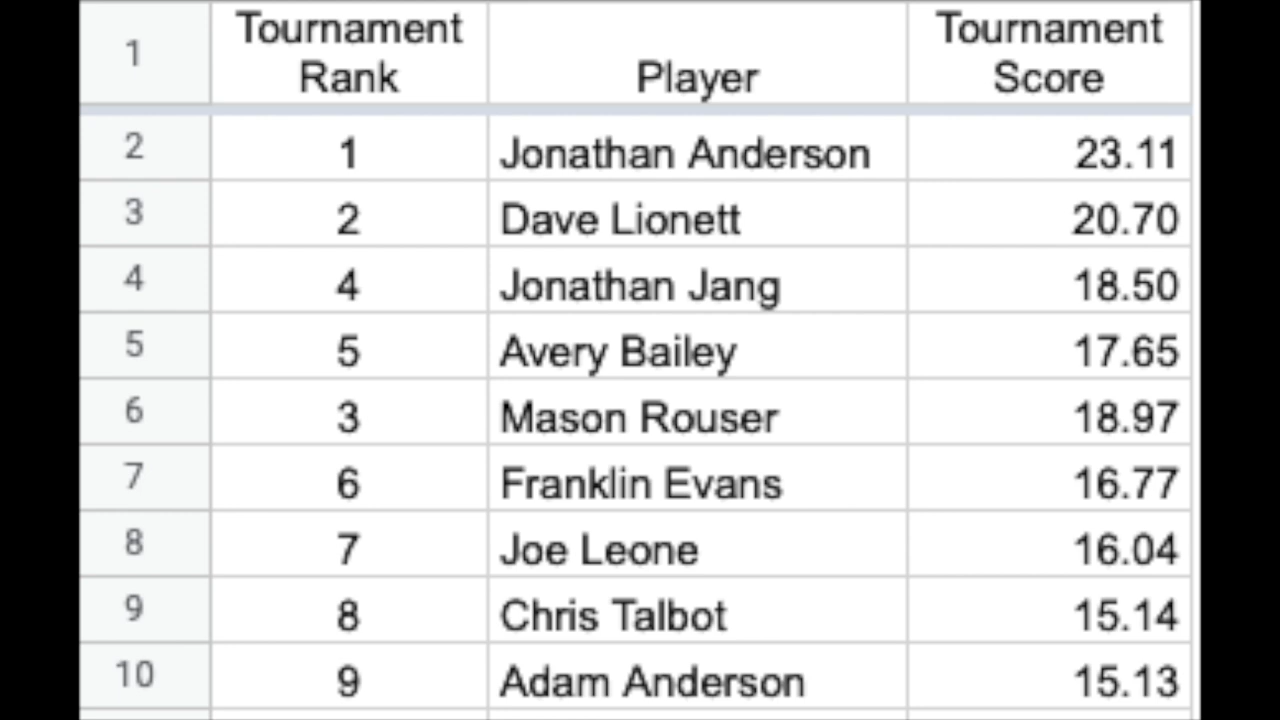 1 Tournament Rank Player Tournament Score
2 1 Jonathan Anderson 23.11
3 2 Dave Lionett 20.70
4 4 Jonathan Jang 18.50
5 5 Avery Bailey 17.65
6 3 Mason Rouser 18.97
7 6 Franklin Evans 16.77
8 7 Joe Leone 16.04
9 8 Chris Talbot 15.14
10 9 Adam Anderson 15.13